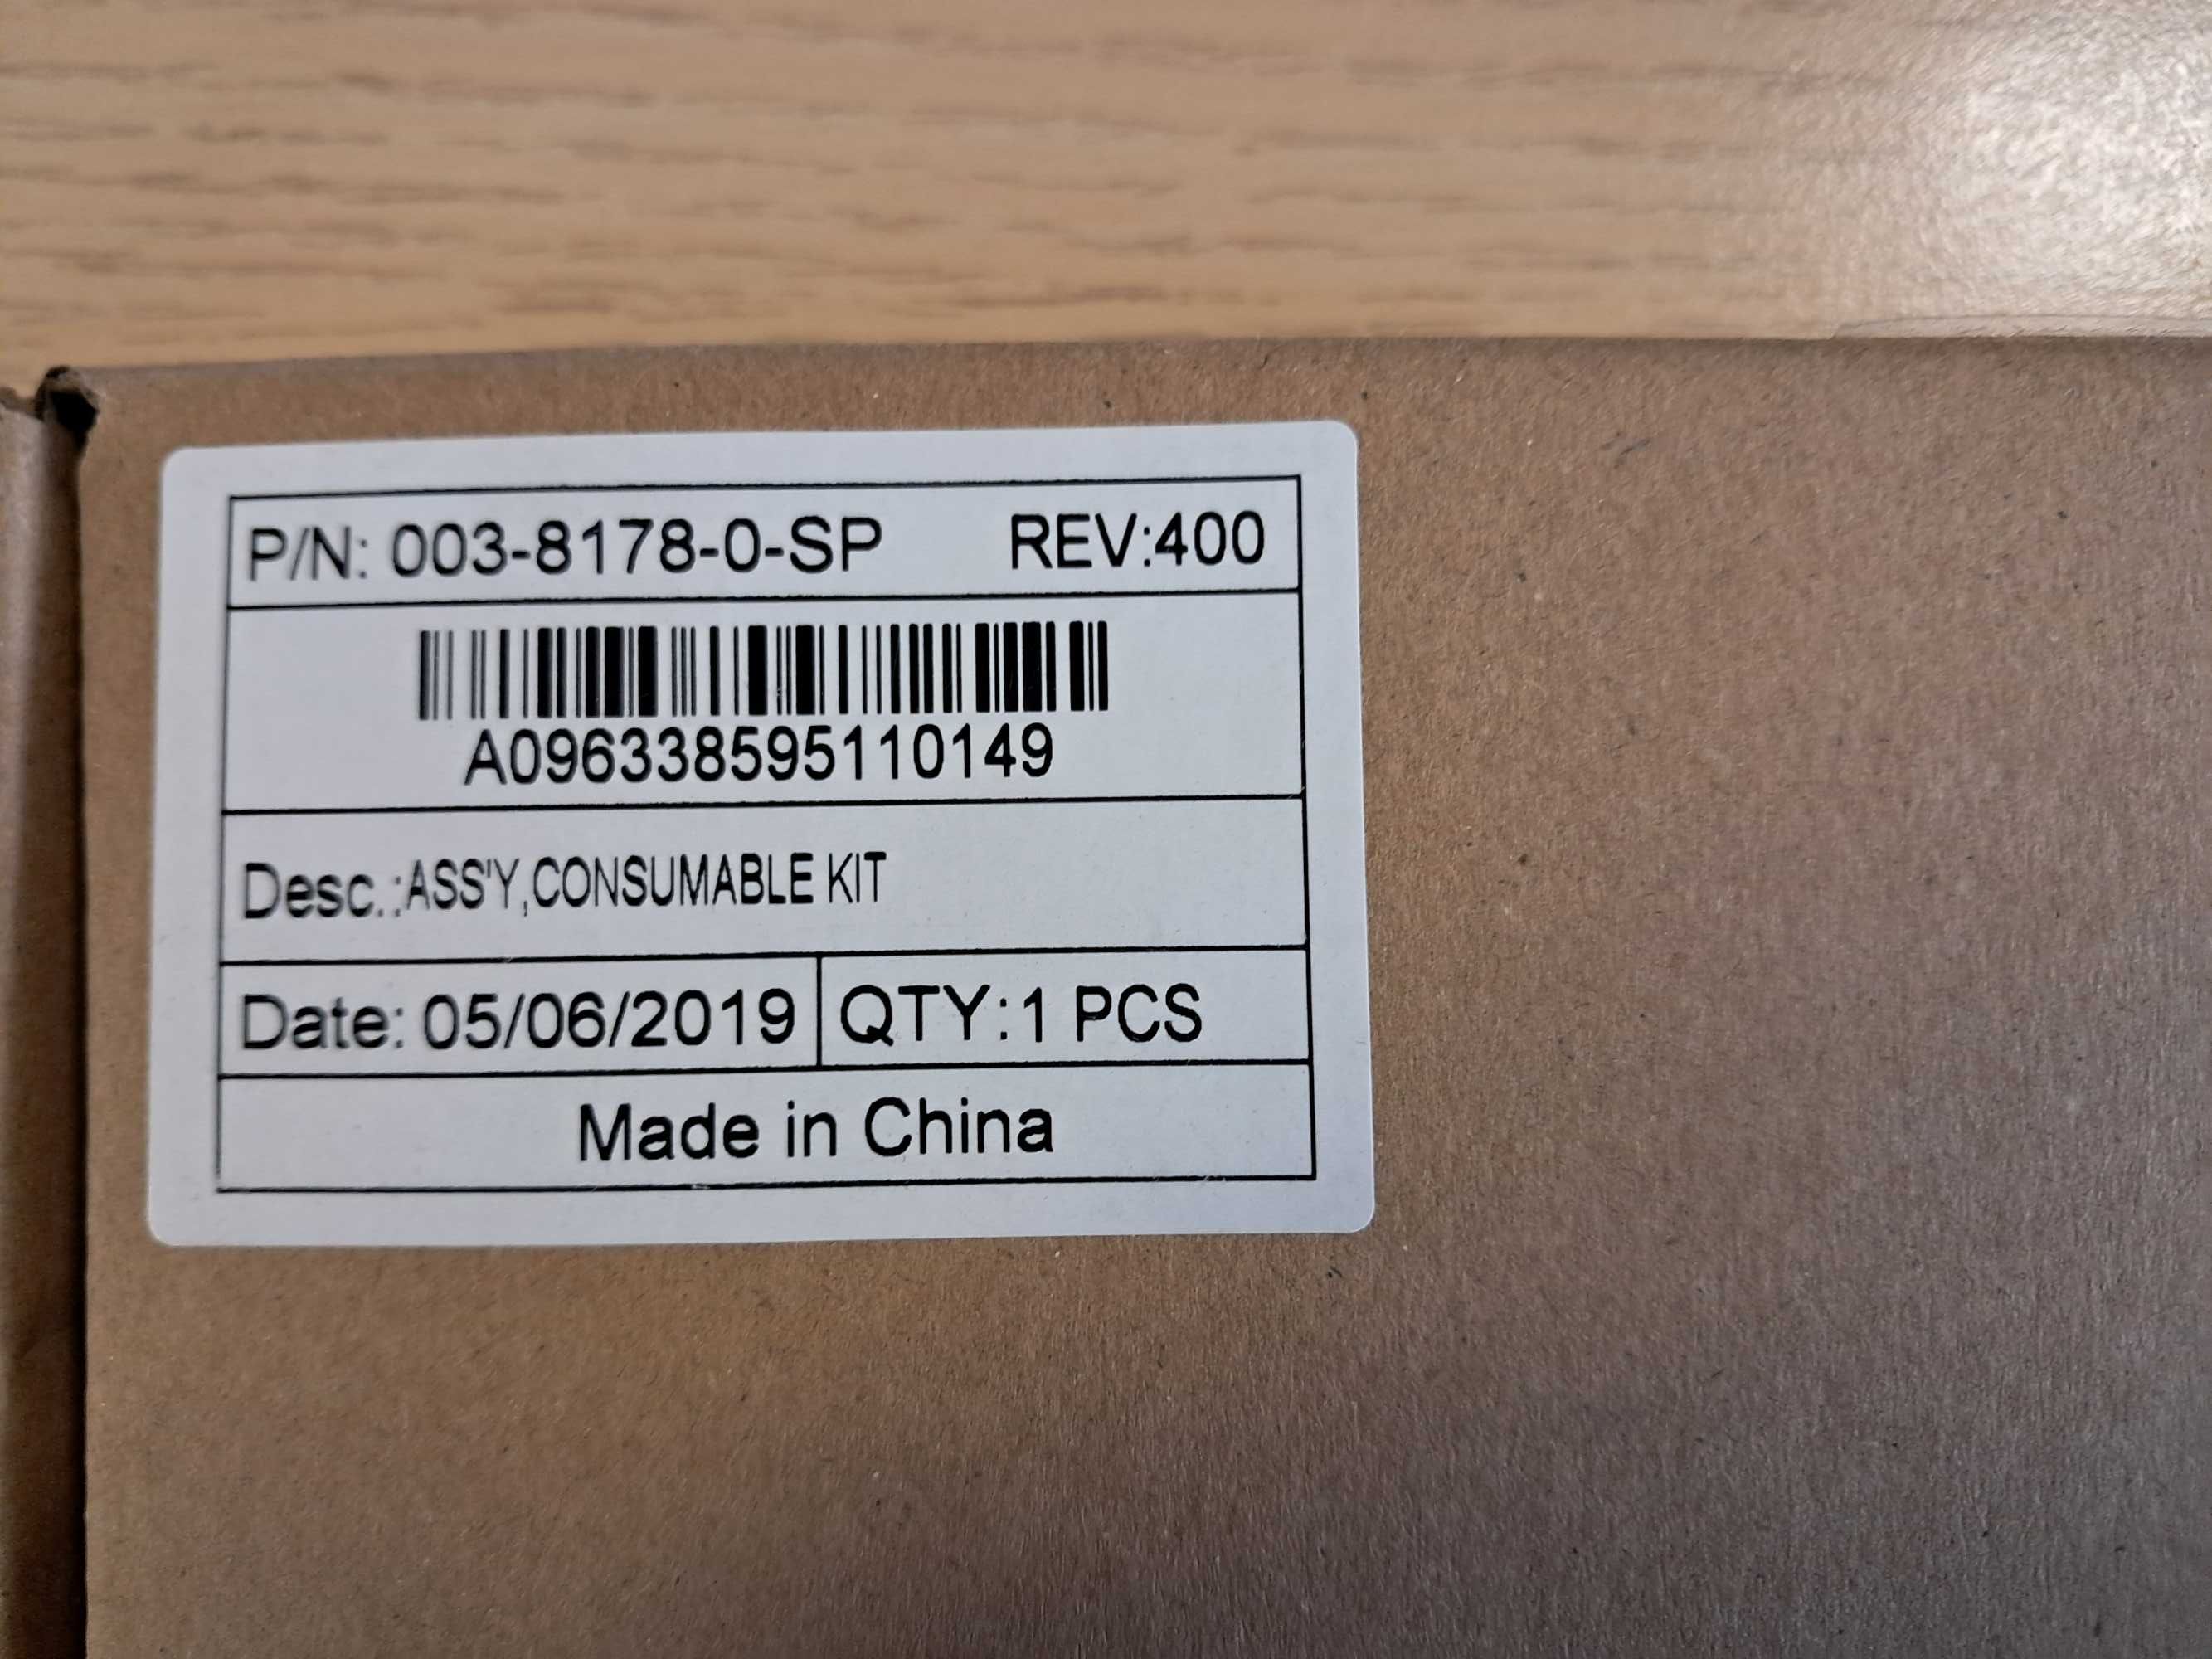 P/N: 003-8178-0-SP REV:400
A096338595110149
Desc.:ASS'Y,CONSUMABLE KIT
Date: 05/06/2019 QTY:1 PCS
Made in China